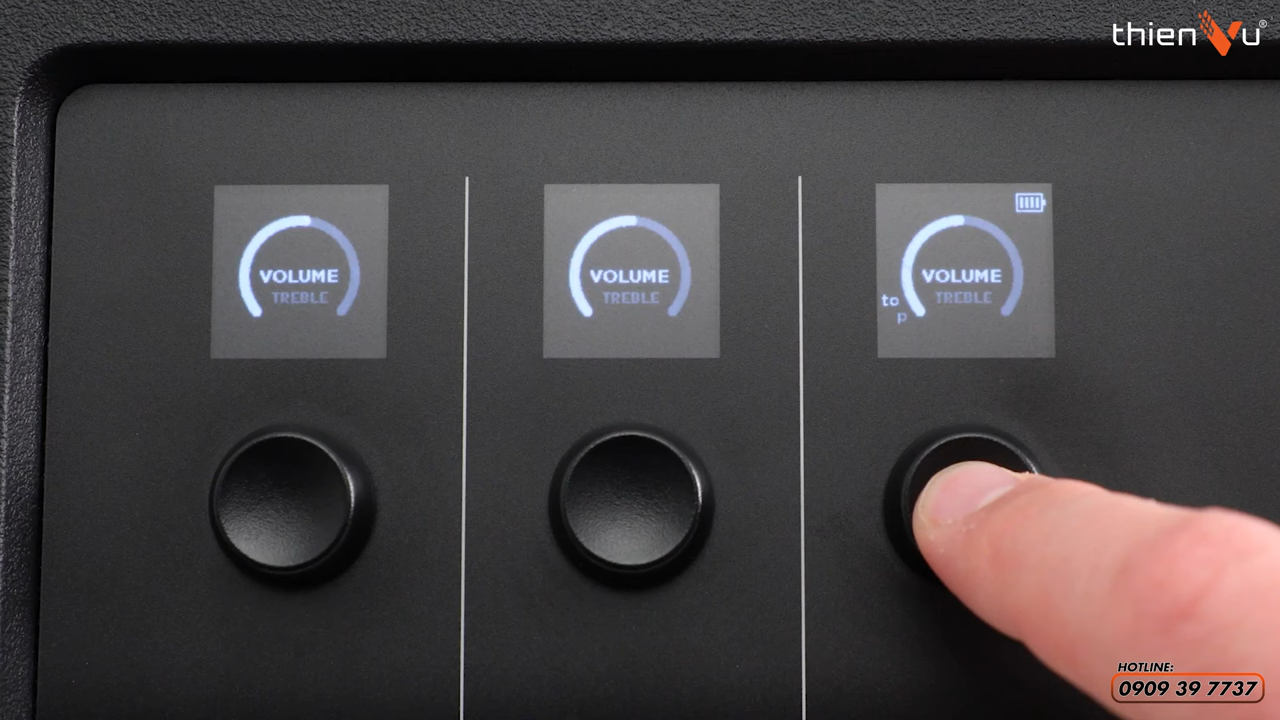 thienVu®
VOLUME
TREBLE
VOLUME
TREBLE
VOLUME
TREBLE
to
p
HOTLINE:
0909 39 7737